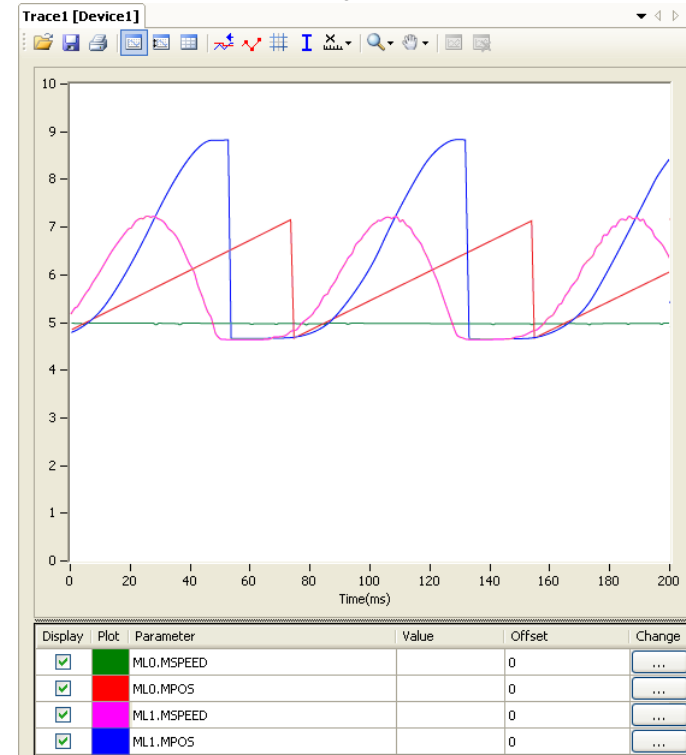 Trace1 [Device1]
10
9
8
7
6
5
4
3
2
1
0
0 20 40 60 80 100 120 140 160 180 200
Time(ms)
Display Plot Parameter Value Offset Change
ML0.MSPEED 0 ...
ML0.MPOS 0 ...
ML1.MSPEED 0 ...
ML1.MPOS 0 ...